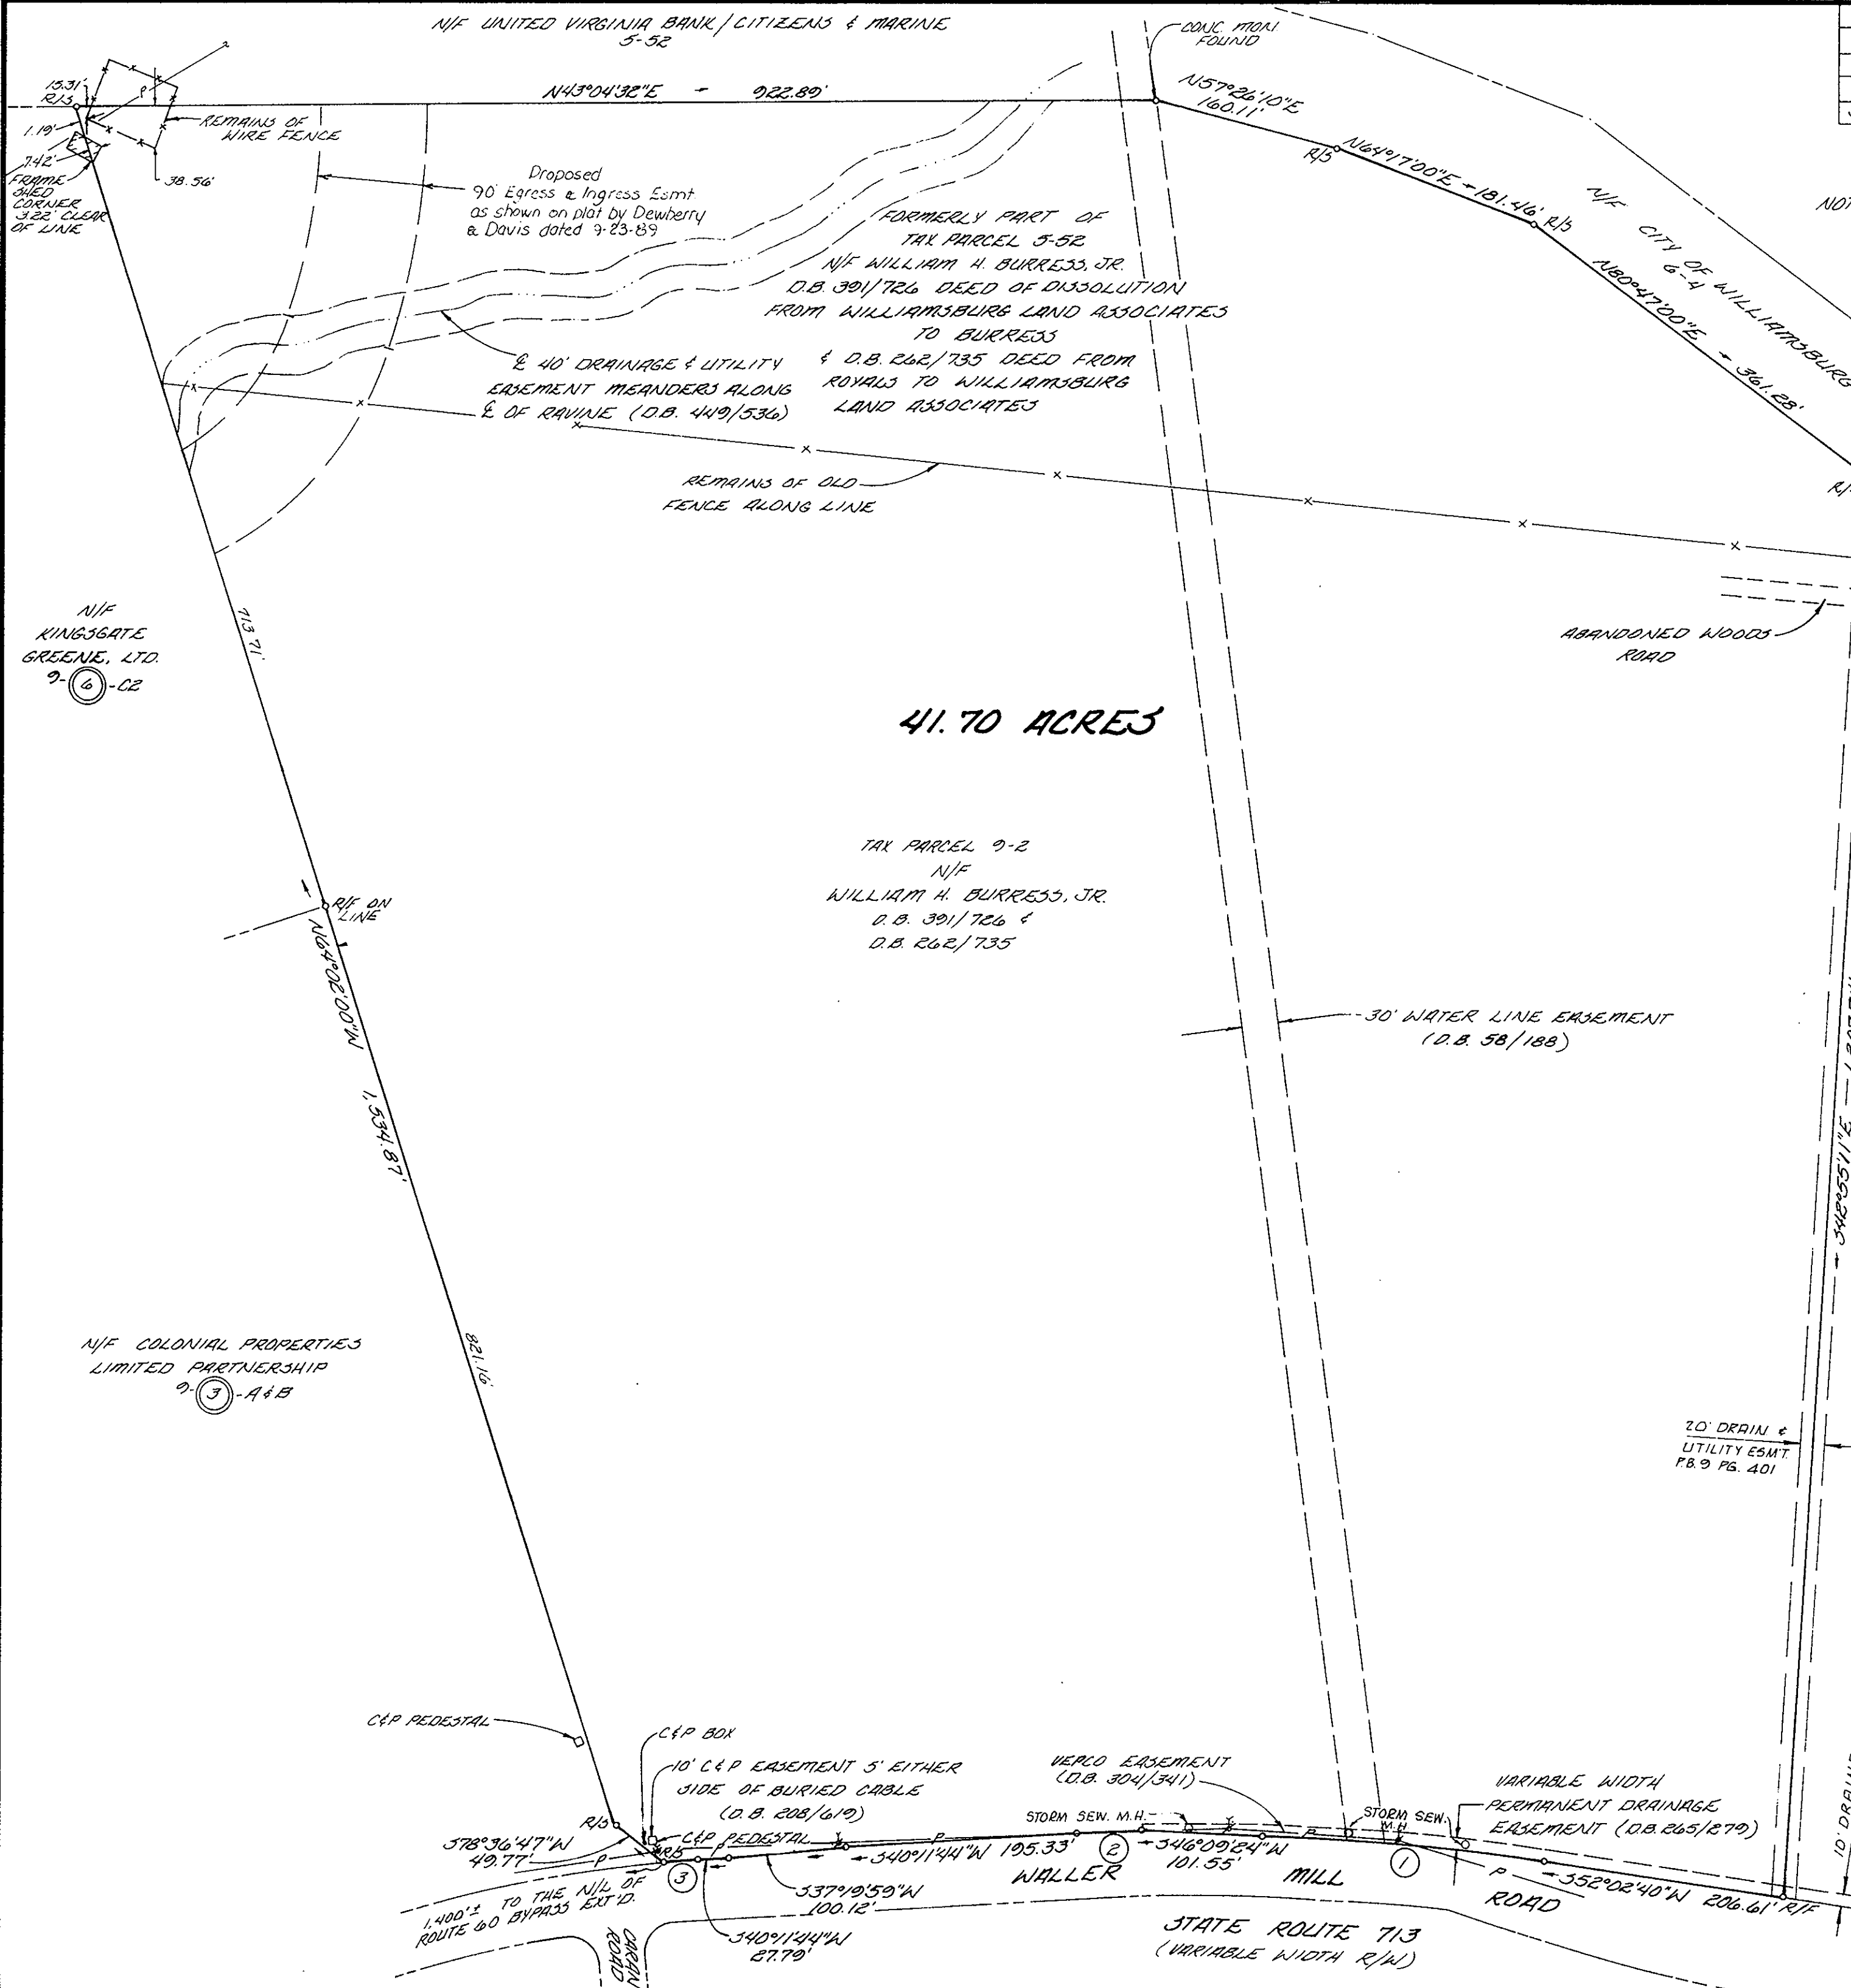 N/F UNITED VIRGINIA BANK / CITIZENS & MARINE
5-52
CONC. MON.
FOUND
15.31'
R/S
1.19'
7.42'
FRAME
SHED
CORNER
3.22' CLEAR
OF LINE
REMAINS OF
WIRE FENCE
38.56'
N43°04'32"E - 922.89'
N57°26'10"E
160.11'
R/S
N64°17'00"E - 181.46'
R/S
N/F CITY OF WILLIAMSBURG
6-4
N80°47'00"E - 361.28'
Proposed
90' Egress & Ingress Esmt.
as shown on plat by Dewberry
& Davis dated 9-23-89
FORMERLY PART OF
TAX PARCEL 5-52
N/F WILLIAM H. BURRESS, JR.
D.B. 391/726 DEED OF DISSOLUTION
FROM WILLIAMSBURG LAND ASSOCIATES
TO BURRESS
& D.B. 262/735 DEED FROM
ROYALS TO WILLIAMSBURG
LAND ASSOCIATES
℄ 40' DRAINAGE & UTILITY
EASEMENT MEANDERS ALONG
℄ OF RAVINE (D.B. 449/536)
REMAINS OF OLD
FENCE ALONG LINE
ABANDONED WOODS
ROAD
N/F
KINGSGATE
GREENE, LTD.
9-6-C2
713.71'
41.70 ACRES
TAX PARCEL 9-2
N/F
WILLIAM H. BURRESS, JR.
D.B. 391/726 &
D.B. 262/735
R/F ON
LINE
N64°02'00"W 1,534.87'
30' WATER LINE EASEMENT
(D.B. 58/188)
S48°55'11"E
N/F COLONIAL PROPERTIES
LIMITED PARTNERSHIP
9-3-A&B
821.16'
20' DRAIN &
UTILITY ESM'T.
P.B. 9 PG. 401
C&P PEDESTAL
C&P BOX
10' C&P EASEMENT 5' EITHER
SIDE OF BURIED CABLE
(D.B. 208/619)
VEPCO EASEMENT
(D.B. 304/341)
VARIABLE WIDTH
PERMANENT DRAINAGE
EASEMENT (D.B. 265/279)
R/S
C&P PEDESTAL
STORM SEW. M.H.
STORM SEW.
M.H.
S78°36'47"W
49.77'
R/S
3
S40°11'44"W 195.33'
2
S46°09'24"W
101.55'
1
S52°02'40"W 206.61' R/F
S37°19'59"W
100.12'
S40°11'44"W
27.79'
WALLER MILL ROAD
STATE ROUTE 713
(VARIABLE WIDTH R/W)
1,400'± TO THE N/L OF
ROUTE 60 BYPASS EXT'D.
CARAN
ROAD